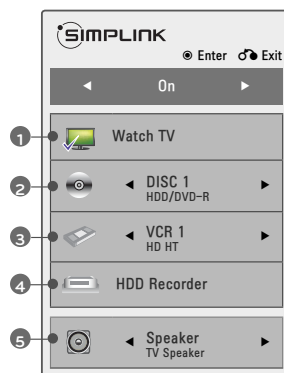 SIMPLINK
Enter Exit
◄ On ►
1 Watch TV
2 ◄ DISC 1 ►
HDD/DVD-R
3 ◄ VCR 1 ►
HD HT
4 HDD Recorder
5 ◄ Speaker ►
TV Speaker